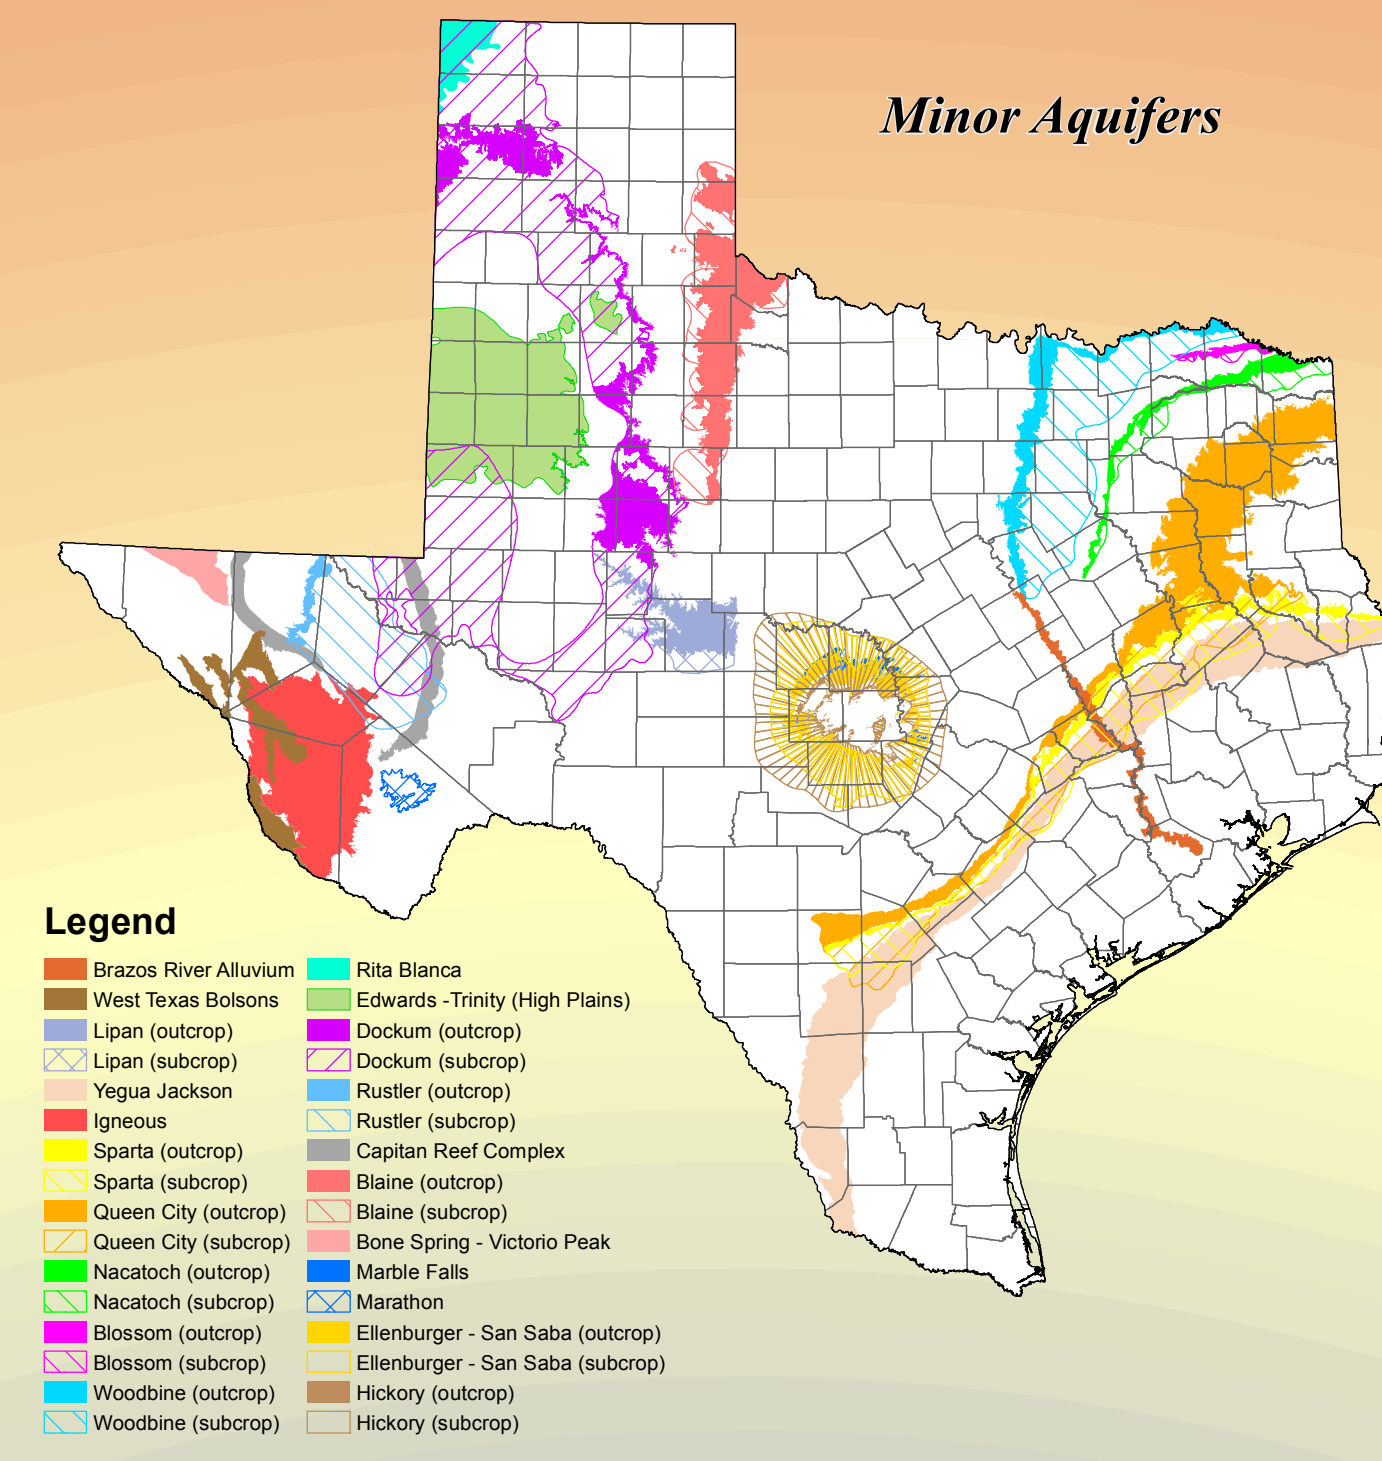 Minor Aquifers
Legend
Brazos River Alluvium
West Texas Bolsons
Lipan (outcrop)
Lipan (subcrop)
Yegua Jackson
Igneous
Sparta (outcrop)
Sparta (subcrop)
Queen City (outcrop)
Queen City (subcrop)
Nacatoch (outcrop)
Nacatoch (subcrop)
Blossom (outcrop)
Blossom (subcrop)
Woodbine (outcrop)
Woodbine (subcrop)
Rita Blanca
Edwards -Trinity (High Plains)
Dockum (outcrop)
Dockum (subcrop)
Rustler (outcrop)
Rustler (subcrop)
Capitan Reef Complex
Blaine (outcrop)
Blaine (subcrop)
Bone Spring - Victorio Peak
Marble Falls
Marathon
Ellenburger - San Saba (outcrop)
Ellenburger - San Saba (subcrop)
Hickory (outcrop)
Hickory (subcrop)